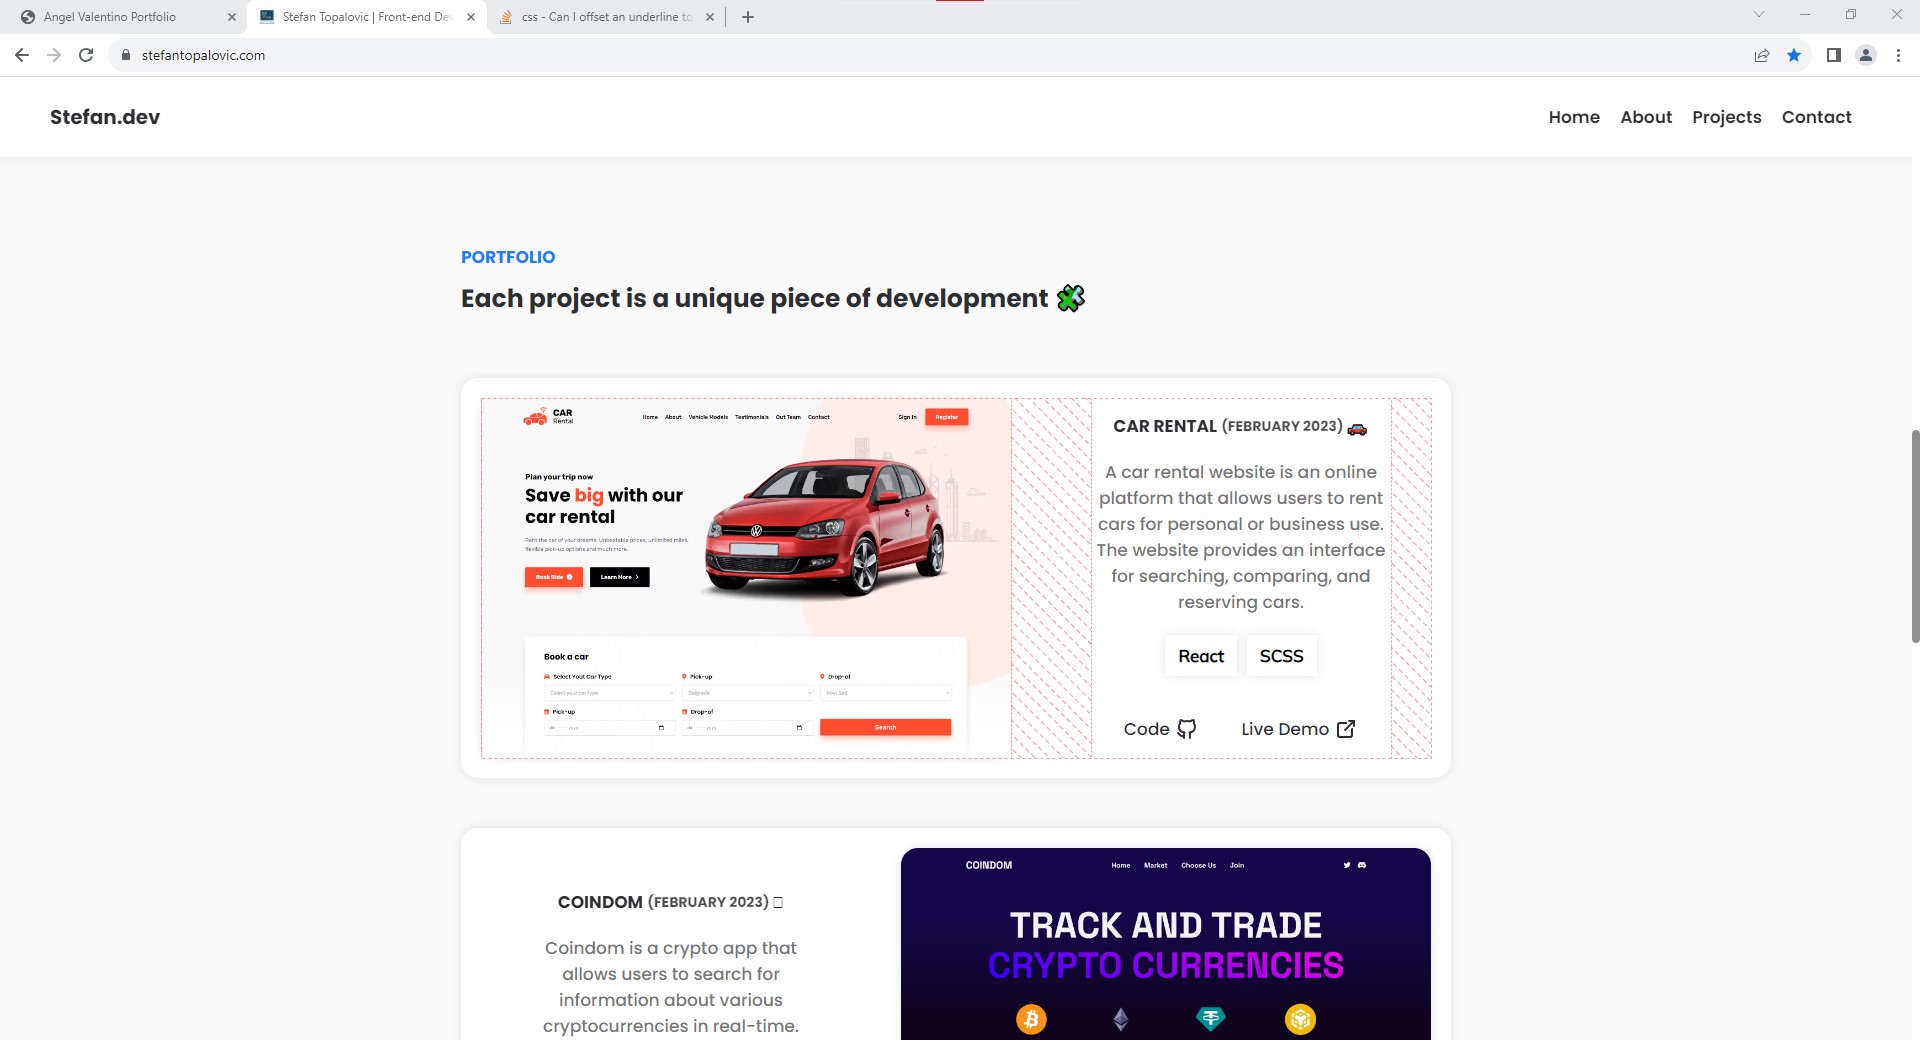 Angel Valentino Portfolio
Stefan Topalovic | Front-end Dev
css - Can I offset an underline to
stefantopalovic.com
Stefan.dev
Home About Projects Contact
PORTFOLIO
Each project is a unique piece of development
CAR
Rental
Home About Vehicle Models Testimonials Out Team Contact
Sign In Register
Plan your trip now
Save big with our
car rental
Rent the car of your dreams. Unbeatable prices, unlimited miles,
flexible pick-up options and much more.
Book Ride
Learn More
Book a car
Select Yout Car Type
Pick-up
Drop-of
Select your car type
Belgrade
Novi Sad
Pick-up
Drop-of
Search
CAR RENTAL (FEBRUARY 2023)
A car rental website is an online
platform that allows users to rent
cars for personal or business use.
The website provides an interface
for searching, comparing, and
reserving cars.
React SCSS
Code Live Demo
COINDOM (FEBRUARY 2023)
Coindom is a crypto app that
allows users to search for
information about various
cryptocurrencies in real-time.
COINDOM
Home Market Choose Us Join
TRACK AND TRADE
CRYPTO CURRENCIES